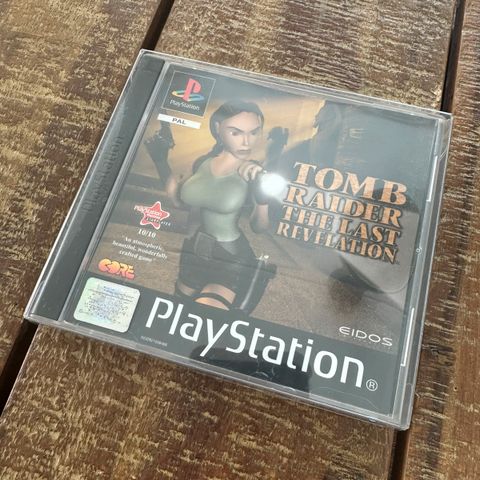 PlayStation
PAL
TOMB
RAIDER
THE LAST
REVELATION
PlayStation
10/10
"An atmospheric,
beautiful, wonderfully
crafted game"
CORE
EIDOS
PlayStation®
PlayStation